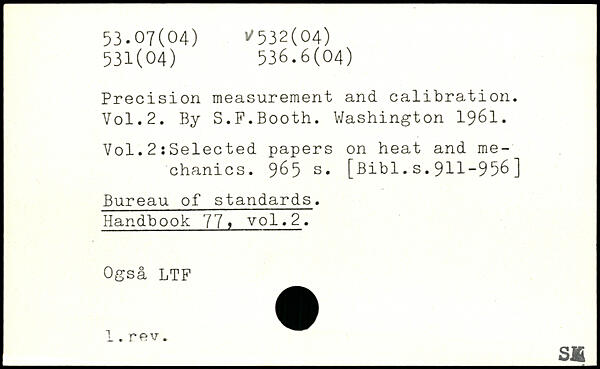 53.07(04) √532(04)
531(04) 536.6(04)
Precision measurement and calibration.
Vol.2. By S.F.Booth. Washington 1961.
Vol.2:Selected papers on heat and me-
chanics. 965 s. [Bibl.s.911-956]
Bureau of standards.
Handbook 77, vol.2.
Også LTF
1.rev.
SK